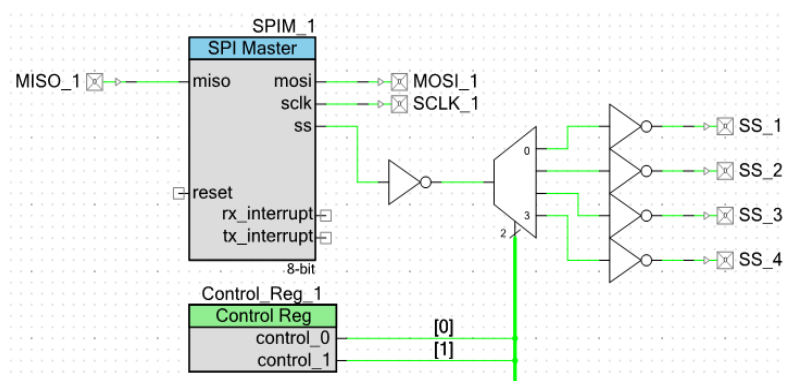 SPIM_1
SPI Master
MISO_1
miso
mosi
MOSI_1
sclk
SCLK_1
ss
reset
rx_interrupt
tx_interrupt
8-bit
0
3
2
SS_1
SS_2
SS_3
SS_4
Control_Reg_1
Control Reg
control_0
[0]
control_1
[1]